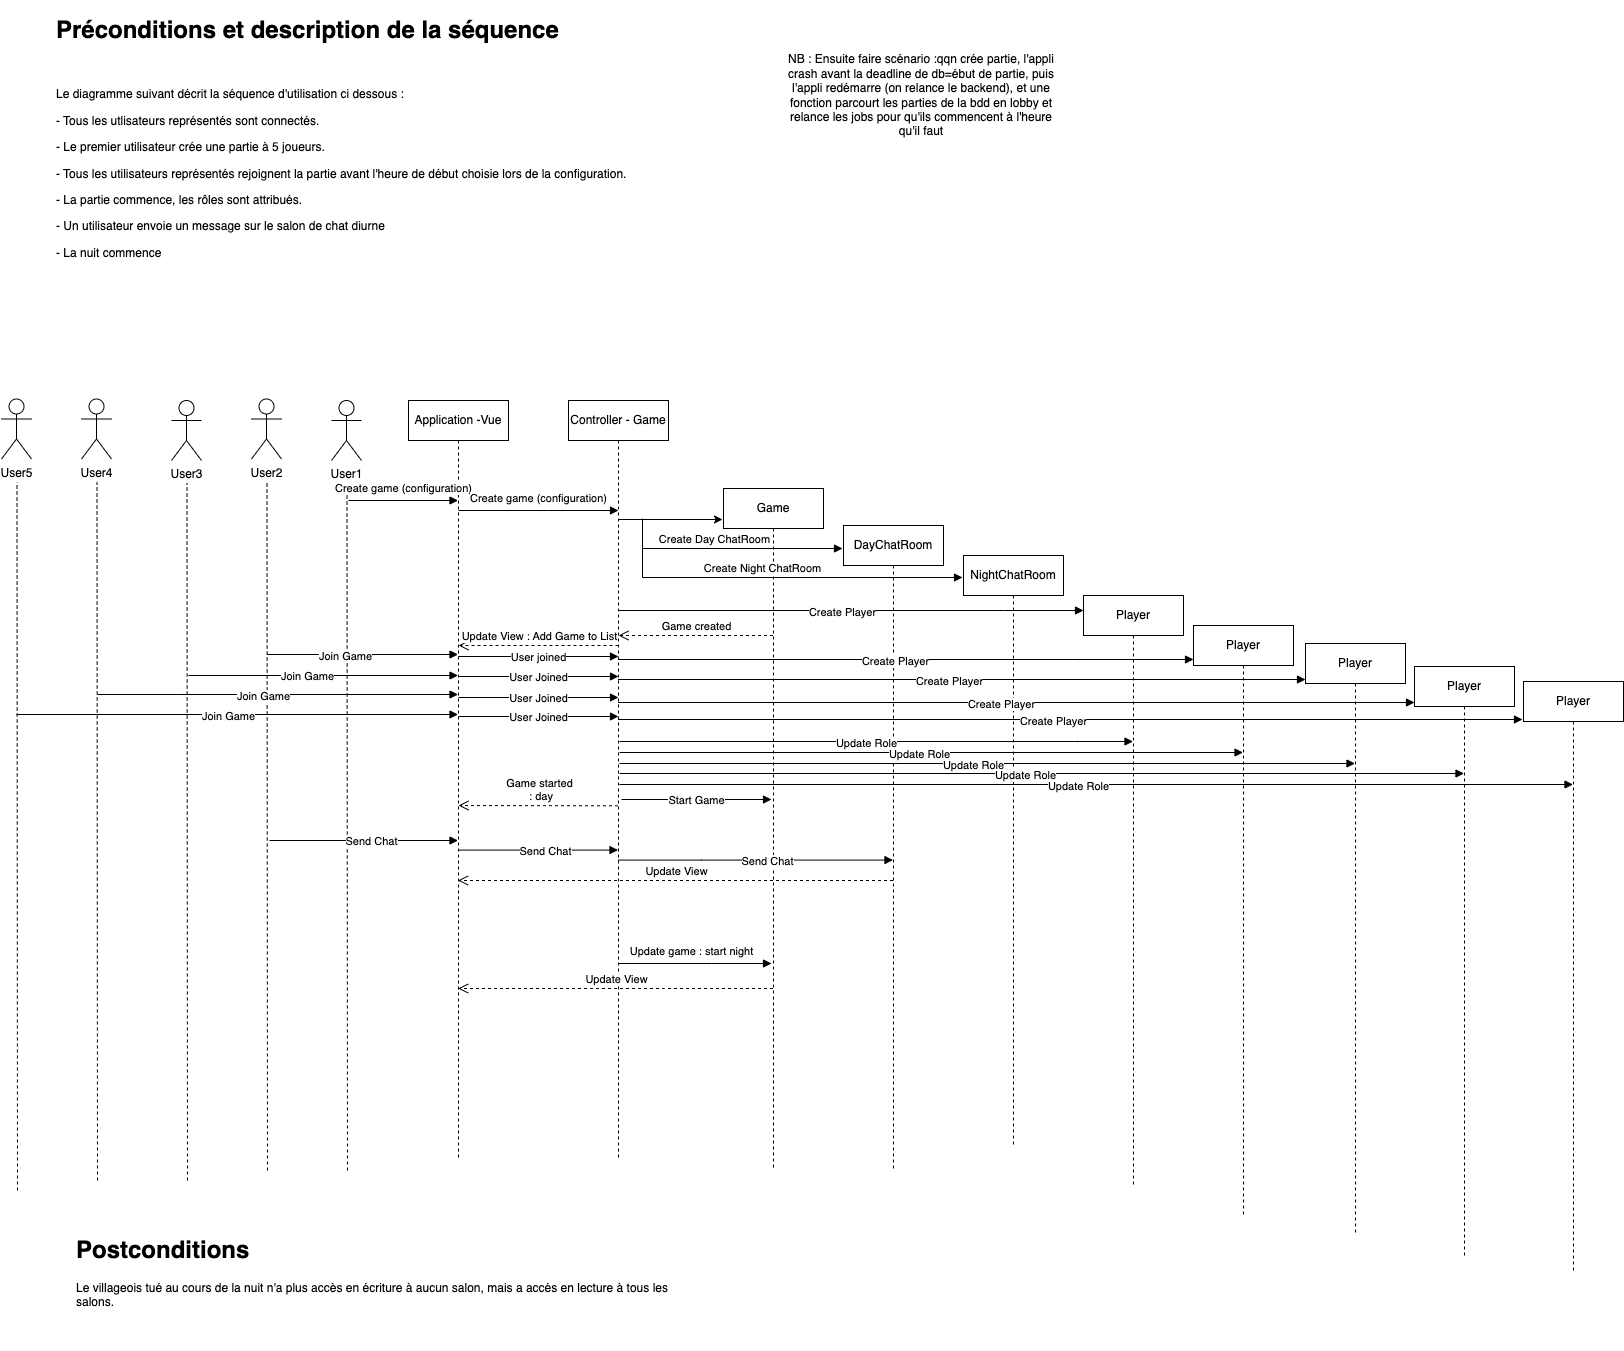 Préconditions et description de la séquence
NB : Ensuite faire scénario :qqn crée partie, l'appli
crash avant la deadline de db=ébut de partie, puis
l'appli redémarre (on relance le backend), et une
fonction parcourt les parties de la bdd en lobby et
relance les jobs pour qu'ils commencent à l'heure
qu'il faut
Le diagramme suivant décrit la séquence d'utilisation ci dessous :
- Tous les utlisateurs représentés sont connectés.
- Le premier utilisateur crée une partie à 5 joueurs.
- Tous les utilisateurs représentés rejoignent la partie avant l'heure de début choisie lors de la configuration.
- La partie commence, les rôles sont attribués.
- Un utilisateur envoie un message sur le salon de chat diurne
- La nuit commence
Application -Vue
Controller - Game
User5
User4
User3
User2
User1
Create game (configuration)
Create game (configuration)
Game
Create Day ChatRoom
DayChatRoom
Create Night ChatRoom
NightChatRoom
Create Player
Player
Game created
Update View : Add Game to List
Player
Join Game
User joined
Create Player
Player
Join Game
User Joined
Create Player
Player
Join Game
User Joined
Create Player
Player
Join Game
User Joined
Create Player
Update Role
Update Role
Update Role
Update Role
Update Role
Game started
: day
Start Game
Send Chat
Send Chat
Send Chat
Update View
Update game : start night
Update View
Postconditions
Le villageois tué au cours de la nuit n'a plus accès en écriture à aucun salon, mais a accés en lecture à tous les
salons.